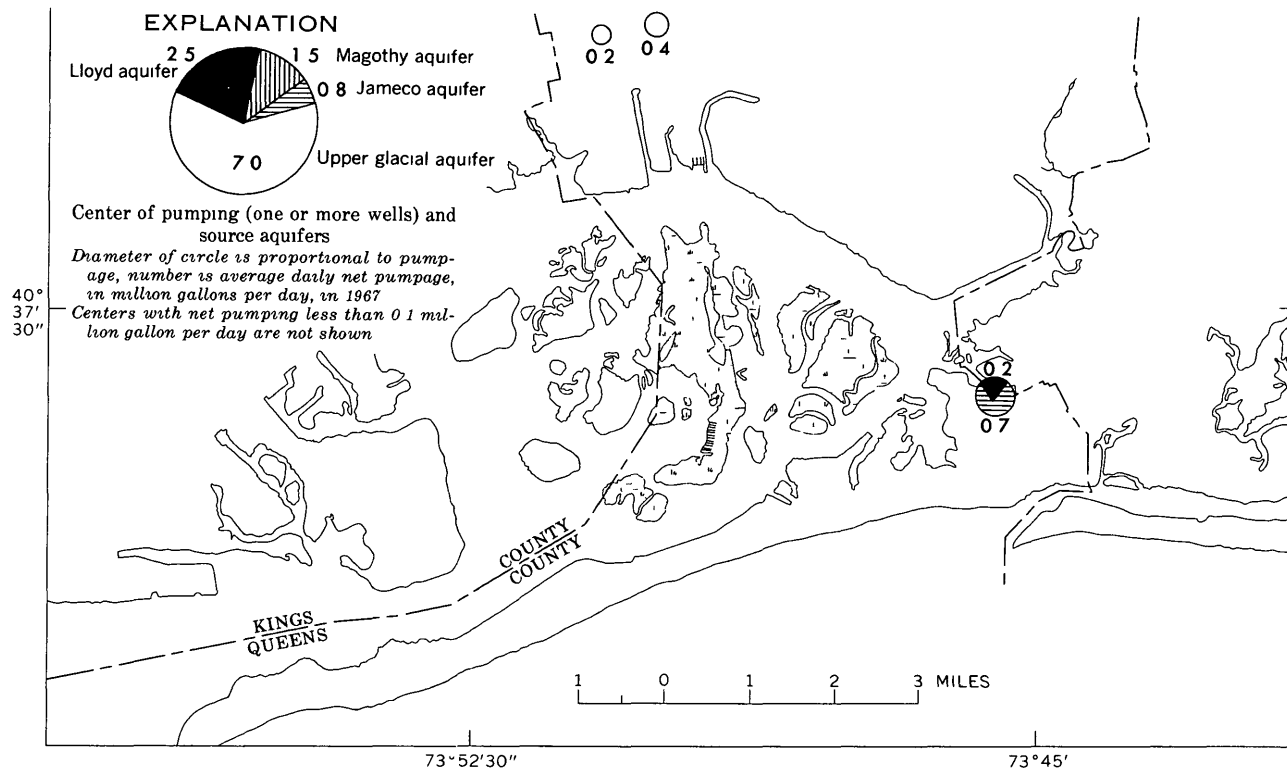 EXPLANATION
2 5
1 5 Magothy aquifer
Lloyd aquifer
0 8 Jameco aquifer
7 0
Upper glacial aquifer
Center of pumping (one or more wells) and
source aquifers
Diameter of circle is proportional to pump-
age, number is average daily net pumpage,
in million gallons per day, in 1967
Centers with net pumping less than 0 1 mil-
lion gallon per day are not shown
0 2
0 4
40°
37'
30"
0 2
0 7
COUNTY
COUNTY
KINGS
QUEENS
1 0 1 2 3 MILES
73°52'30"
73°45'